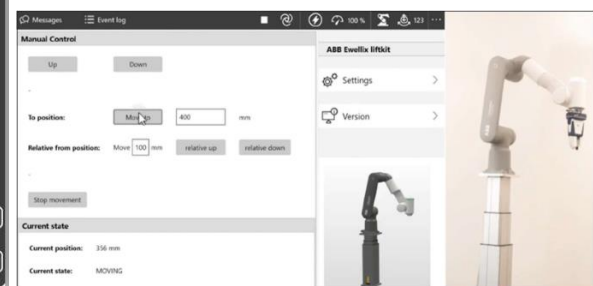 Messages Event log 100 % 123 ...
Manual Control
ABB Ewellix liftkit
Up Down
Settings
To position: 400 mm
Version
Relative from position: Move 100 mm relative up relative down
Stop movement
Current state
Current position: 356 mm
Current state: MOVING